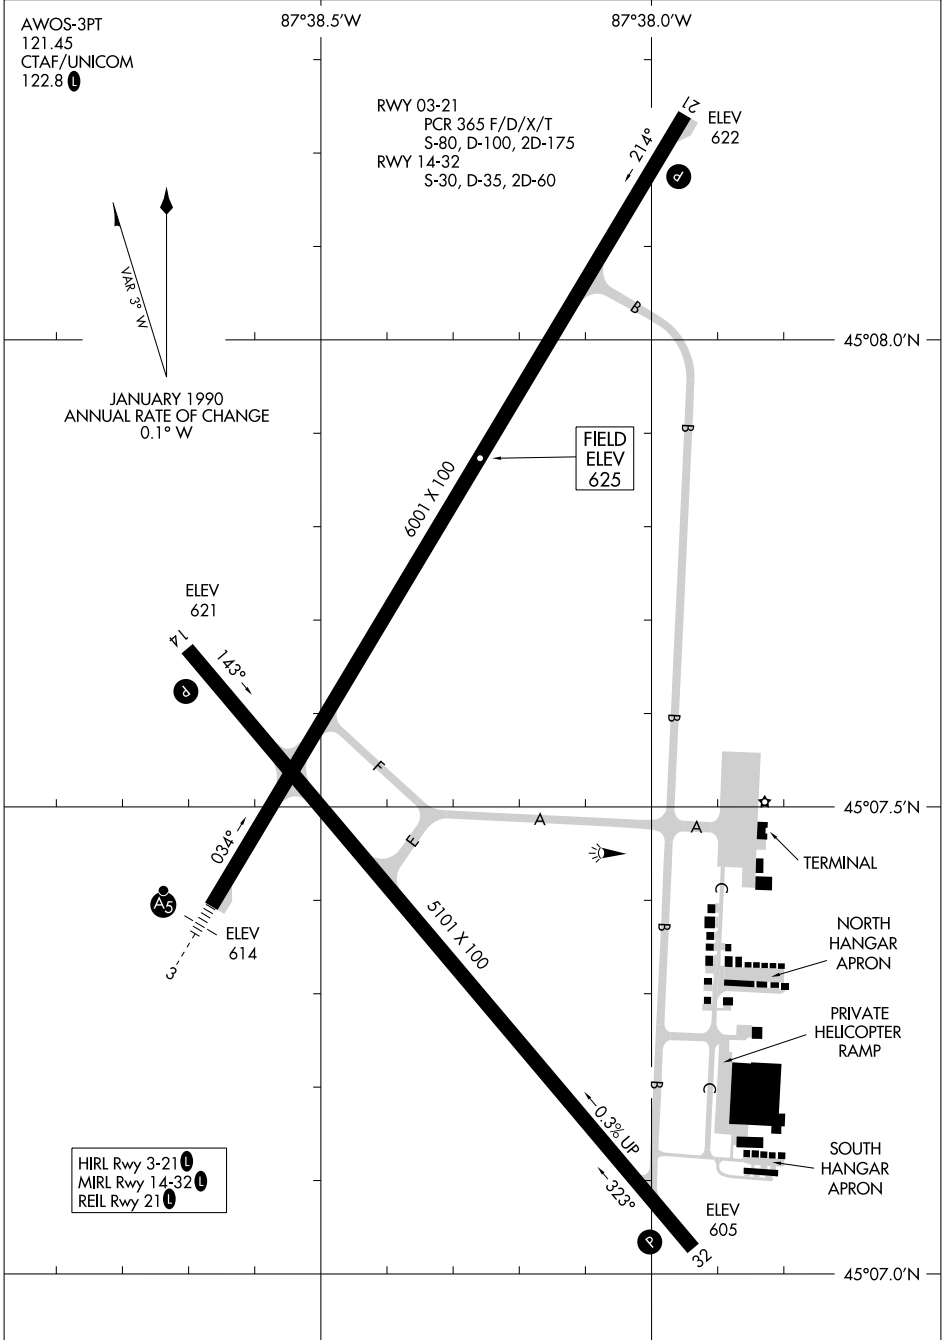 AWOS-3PT
121.45
CTAF/UNICOM
122.8 L
87°38.5'W
87°38.0'W
RWY 03-21
PCR 365 F/D/X/T
S-80, D-100, 2D-175
RWY 14-32
S-30, D-35, 2D-60
21
ELEV
622
214°
P
VAR 3° W
JANUARY 1990
ANNUAL RATE OF CHANGE
0.1° W
B
45°08.0'N
B
FIELD
ELEV
625
6001 X 100
ELEV
621
14
143°
P
B
F
45°07.5'N
A
A
E
034°
TERMINAL
C
A5
ELEV
614
3
5101 X 100
B
NORTH
HANGAR
APRON
PRIVATE
HELICOPTER
RAMP
B
C
0.3% UP
323°
SOUTH
HANGAR
APRON
HIRL Rwy 3-21 L
MIRL Rwy 14-32 L
REIL Rwy 21 L
ELEV
605
P
32
45°07.0'N